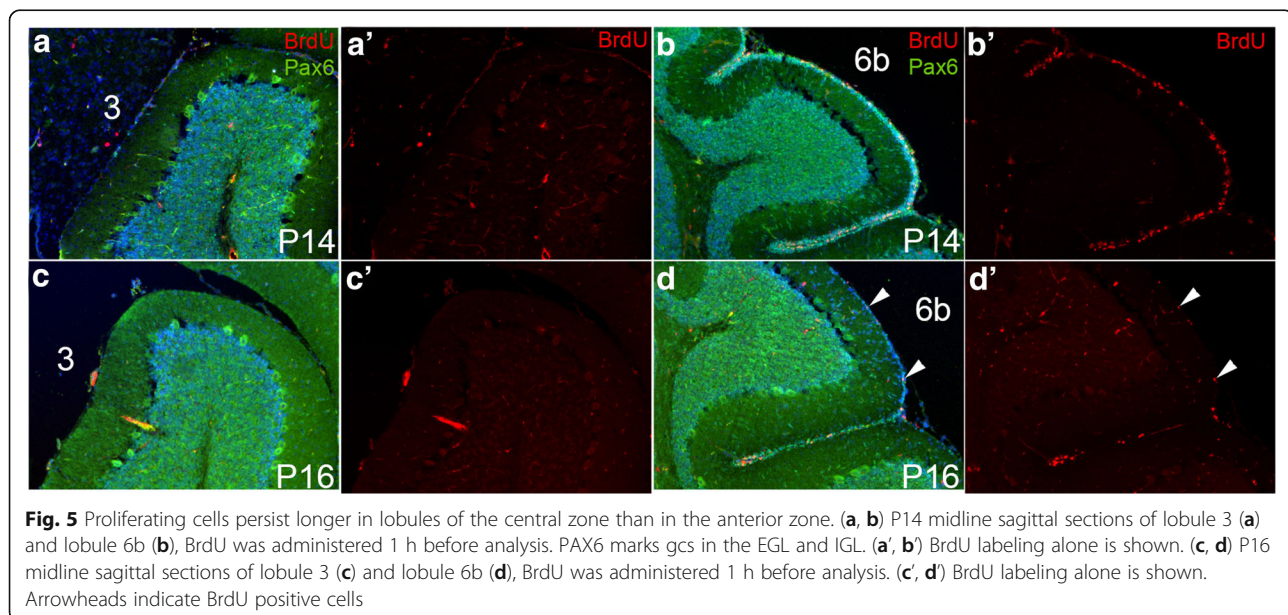 a
BrdU
Pax6
3
P14
a’
BrdU
b
BrdU
Pax6
6b
P14
b’
BrdU
c
3
P16
c’
d
6b
P16
d’
Fig. 5 Proliferating cells persist longer in lobules of the central zone than in the anterior zone. (a, b) P14 midline sagittal sections of lobule 3 (a)
and lobule 6b (b), BrdU was administered 1 h before analysis. PAX6 marks gcs in the EGL and IGL. (a′, b′) BrdU labeling alone is shown. (c, d) P16
midline sagittal sections of lobule 3 (c) and lobule 6b (d), BrdU was administered 1 h before analysis. (c′, d′) BrdU labeling alone is shown.
Arrowheads indicate BrdU positive cells